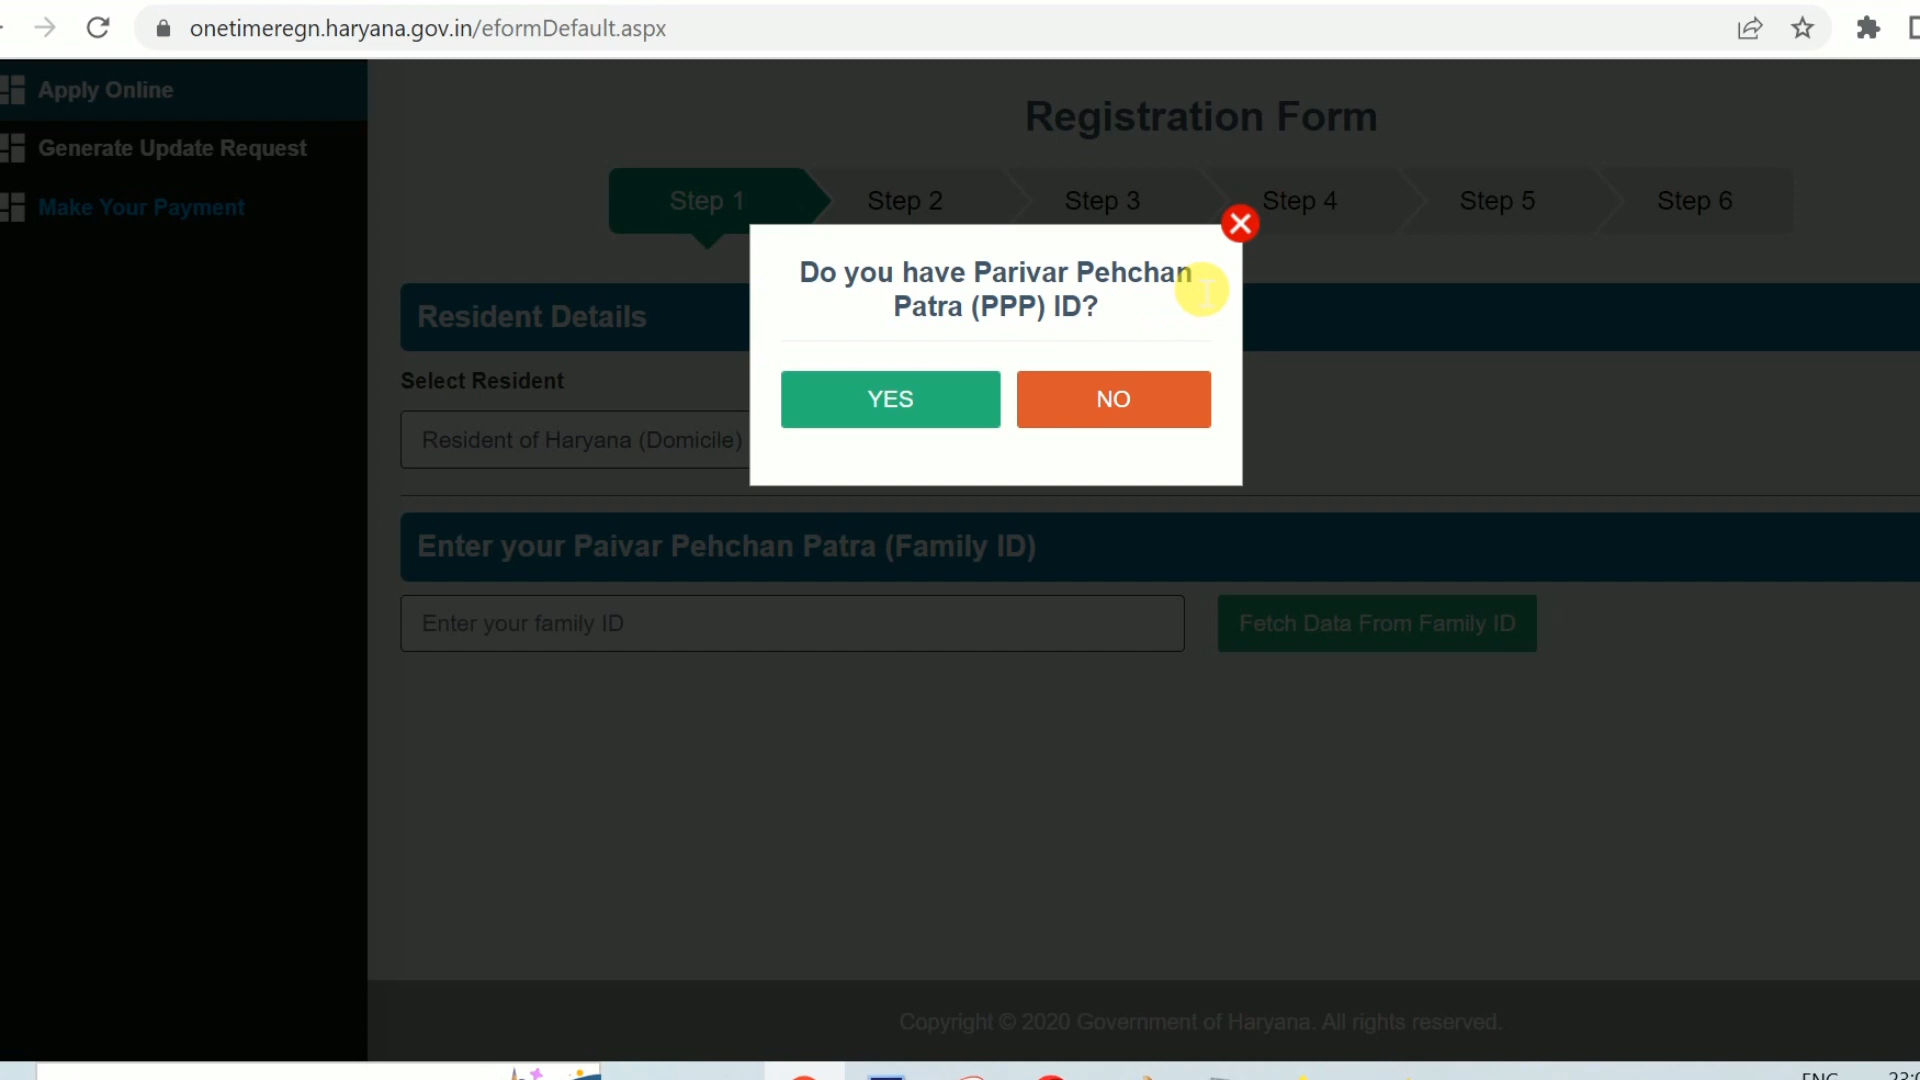 onetimeregn.haryana.gov.in/eformDefault.aspx
Apply Online
Generate Update Request
Make Your Payment
Registration Form
Step 1
Step 2
Step 3
Step 4
Step 5
Step 6
Do you have Parivar Pehchan
Patra (PPP) ID?
YES
NO
Resident Details
Select Resident
Resident of Haryana (Domicile)
Enter your Paivar Pehchan Patra (Family ID)
Enter your family ID
Fetch Data From Family ID
Copyright © 2020 Government of Haryana. All rights reserved.
ENG